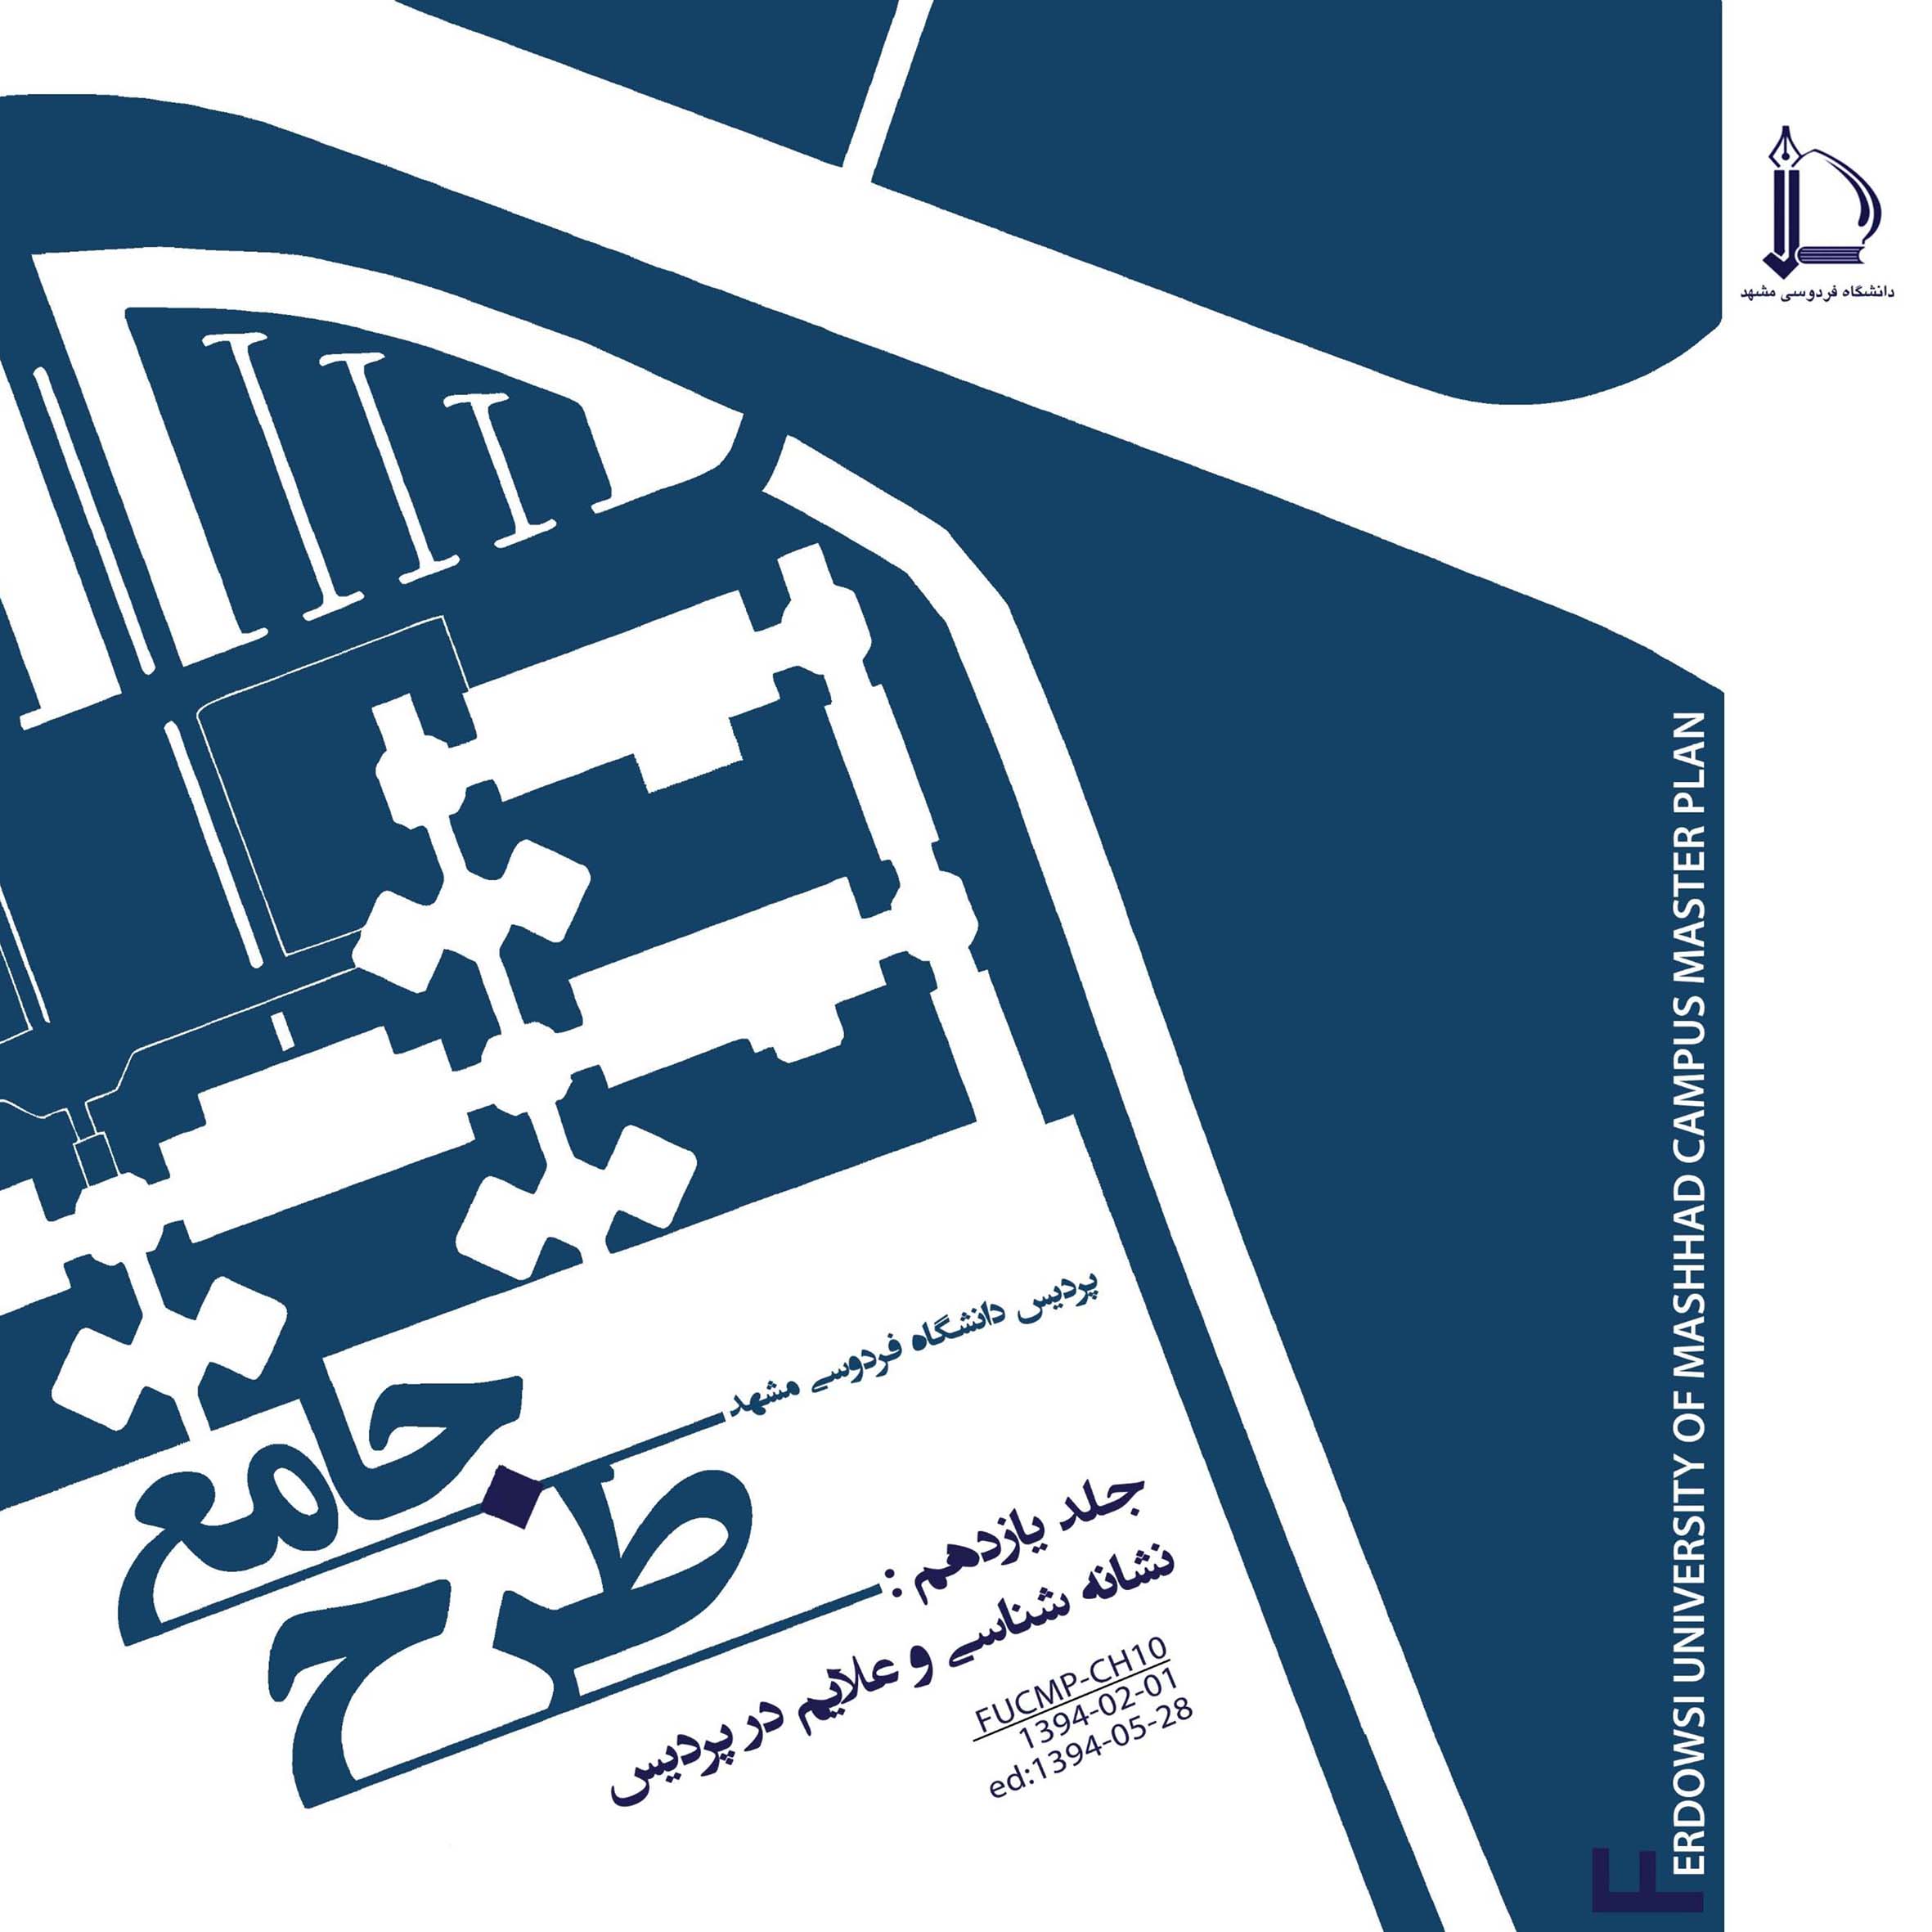 دانشگاه فردوسی مشهد
پردیس دانشگاه فردوسی مشهد
طرح جامع
جلد یازدهم:
نشانه شناسی و علایم در پردیس
FUCMP-CH10
1394-02-01
ed:1394-05-28
FERDOWSI UNIVERSITY OF MASHHAD CAMPUS MASTER PLAN